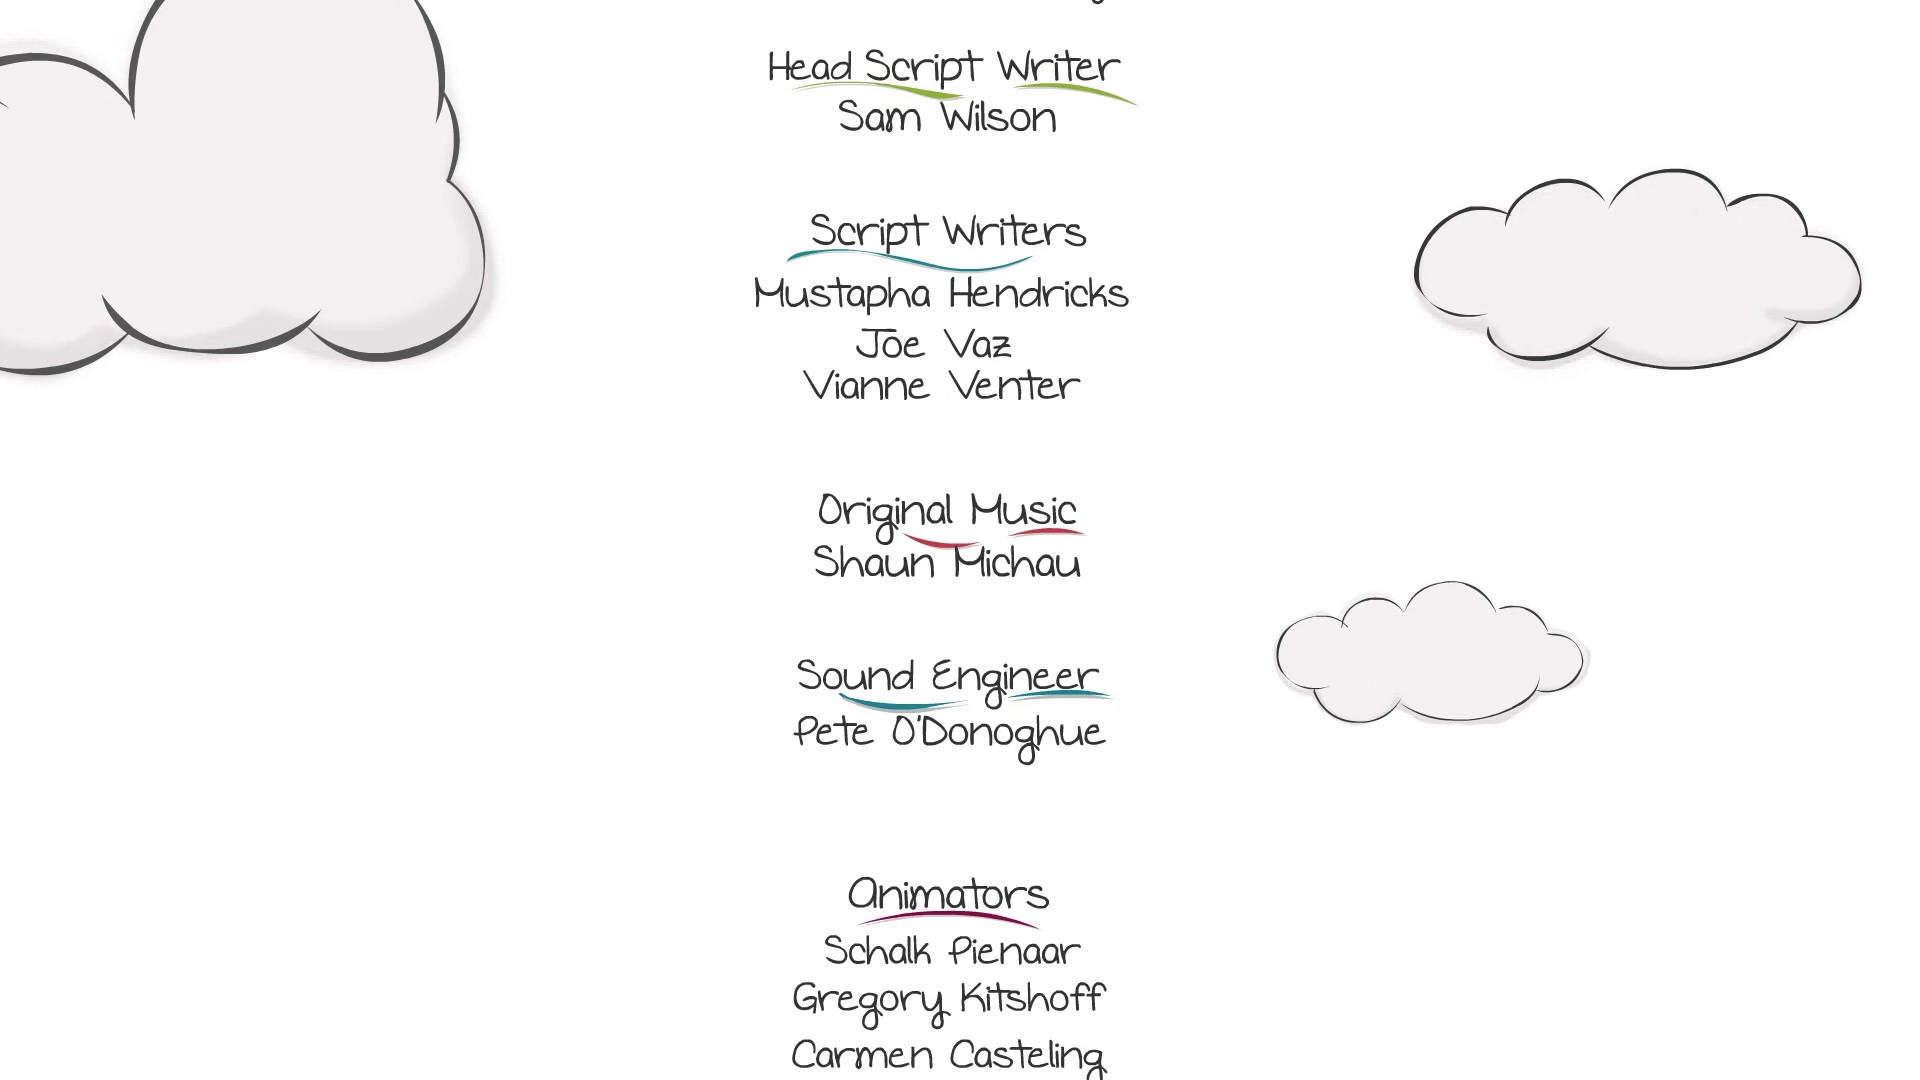 Head Script Writer
Sam Wilson
Script Writers
Mustapha Hendricks
Joe Vaz
Vianne Venter
Original Music
Shaun Michau
Sound Engineer
Pete O'Donoghue
Animators
Schalk Pienaar
Gregory Kitshoff
Carmen Casteling